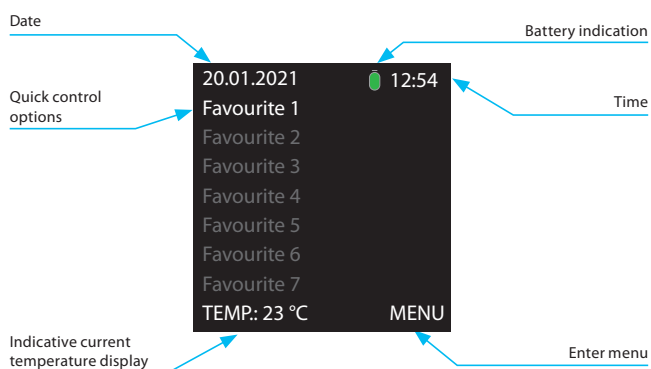 Date
Battery indication
20.01.2021 12:54
Quick control
options
Time
Favourite 1
Favourite 2
Favourite 3
Favourite 4
Favourite 5
Favourite 6
Favourite 7
TEMP.: 23 °C MENU
Indicative current
temperature display
Enter menu